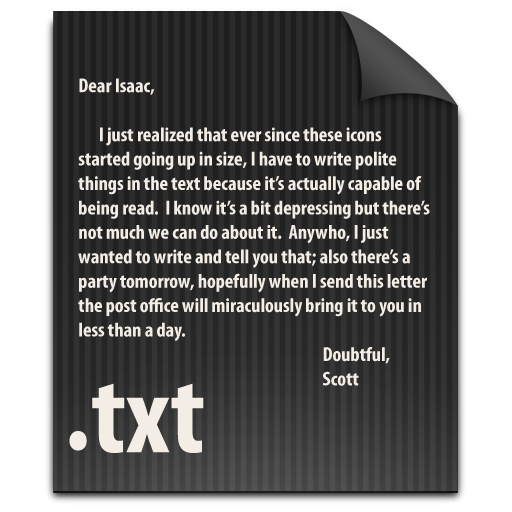 Dear Isaac,
I just realized that ever since these icons
started going up in size, I have to write polite
things in the text because it's actually capable of
being read. I know it's a bit depressing but there's
not much we can do about it. Anywho, I just
wanted to write and tell you that; also there's a
party tomorrow, hopefully when I send this letter
the post office will miraculously bring it to you in
less than a day.
Doubtful,
Scott
.txt